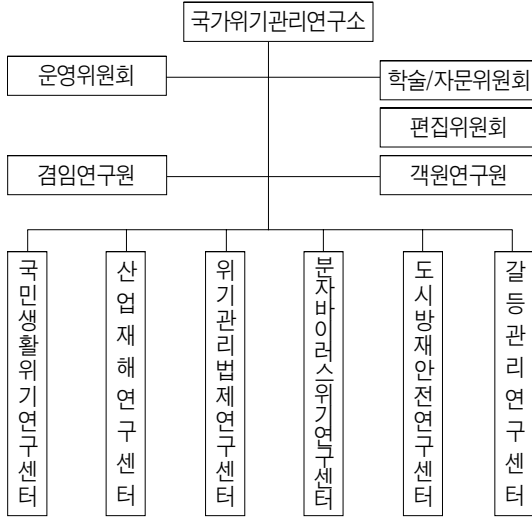 국가위기관리연구소
운영위원회
학술/자문위원회
편집위원회
겸임연구원
객원연구원
국민생활위기연구센터
산업재해연구센터
위기관리법제연구센터
분자바이러스위기연구센터
도시방재안전연구센터
갈등관리연구센터